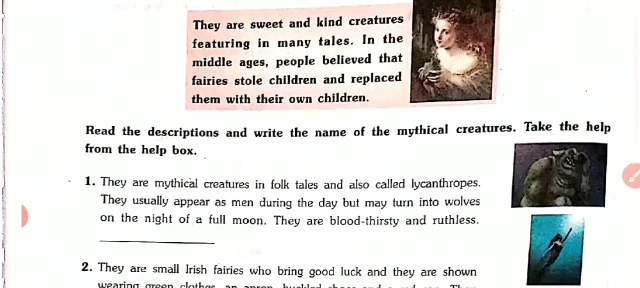 They are sweet and kind creatures
featuring in many tales. In the
middle ages, people believed that
fairies stole children and replaced
them with their own children.
Read the descriptions and write the name of the mythical creatures. Take the help
from the help box.
1. They are mythical creatures in folk tales and also called lycanthropes.
They usually appear as men during the day but may turn into wolves
on the night of a full moon. They are blood-thirsty and ruthless.
2. They are small Irish fairies who bring good luck and they are shown
wearing green clothes, an apron, buckled shoes and a red cap. They